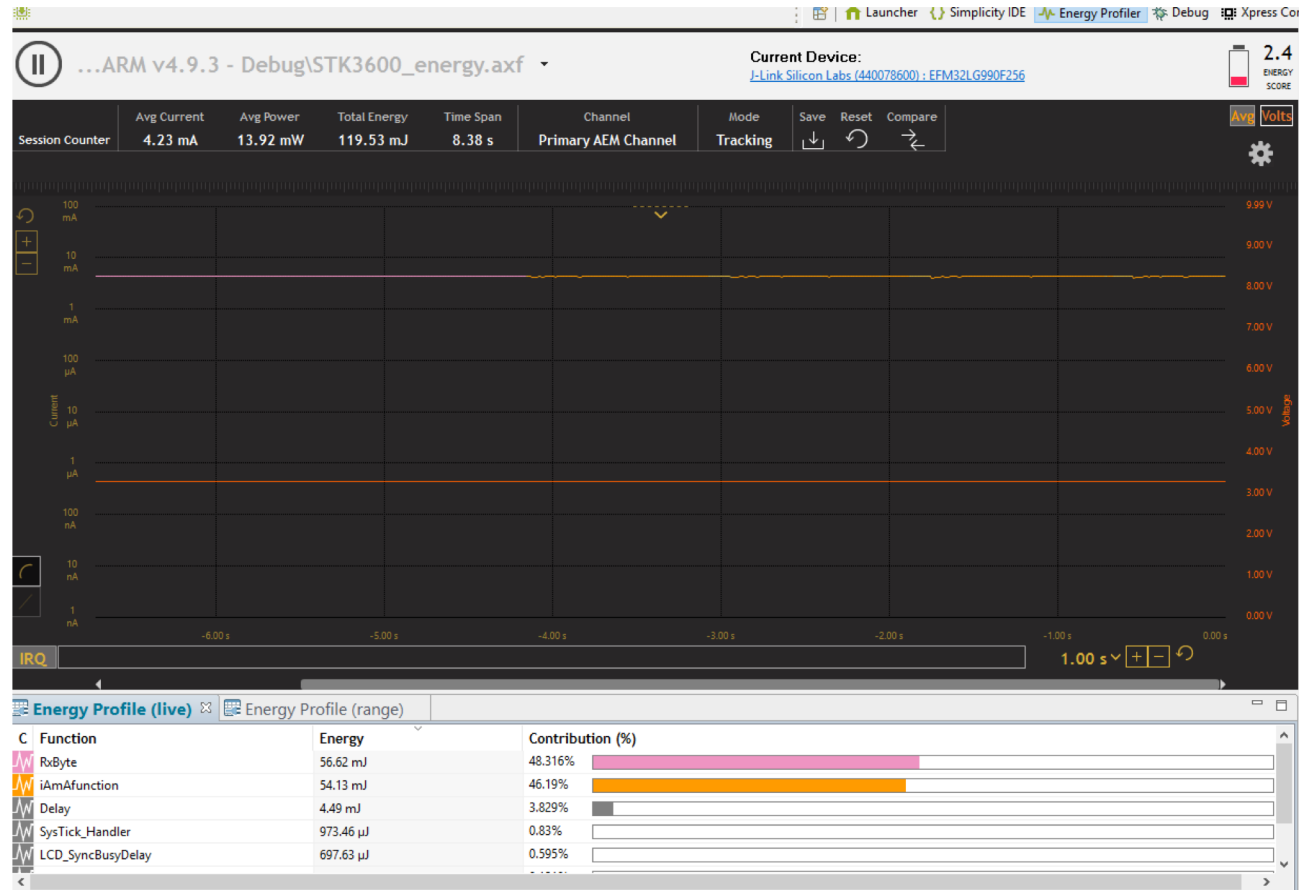 Launcher {} Simplicity IDE Energy Profiler Debug Xpress Con
...ARM v4.9.3 - Debug\STK3600_energy.axf
Current Device:
J-Link Silicon Labs (440078600) : EFM32LG990F256
2.4
ENERGY
SCORE
Avg Current Avg Power Total Energy Time Span Channel Mode Save Reset Compare
Session Counter 4.23 mA 13.92 mW 119.53 mJ 8.38 s Primary AEM Channel Tracking
Avg Volts
100
mA
10
mA
1
mA
100
µA
10
µA
1
µA
100
nA
10
nA
1
nA
Current
9.99 V
9.00 V
8.00 V
7.00 V
6.00 V
5.00 V
4.00 V
3.00 V
2.00 V
1.00 V
0.00 V
Voltage
-6.00 s -5.00 s -4.00 s -3.00 s -2.00 s -1.00 s 0.00 s
IRQ 1.00 s
Energy Profile (live) Energy Profile (range)
C Function Energy Contribution (%)
RxByte 56.62 mJ 48.316%
iAmAfunction 54.13 mJ 46.19%
Delay 4.49 mJ 3.829%
SysTick_Handler 973.46 µJ 0.83%
LCD_SyncBusyDelay 697.63 µJ 0.595%